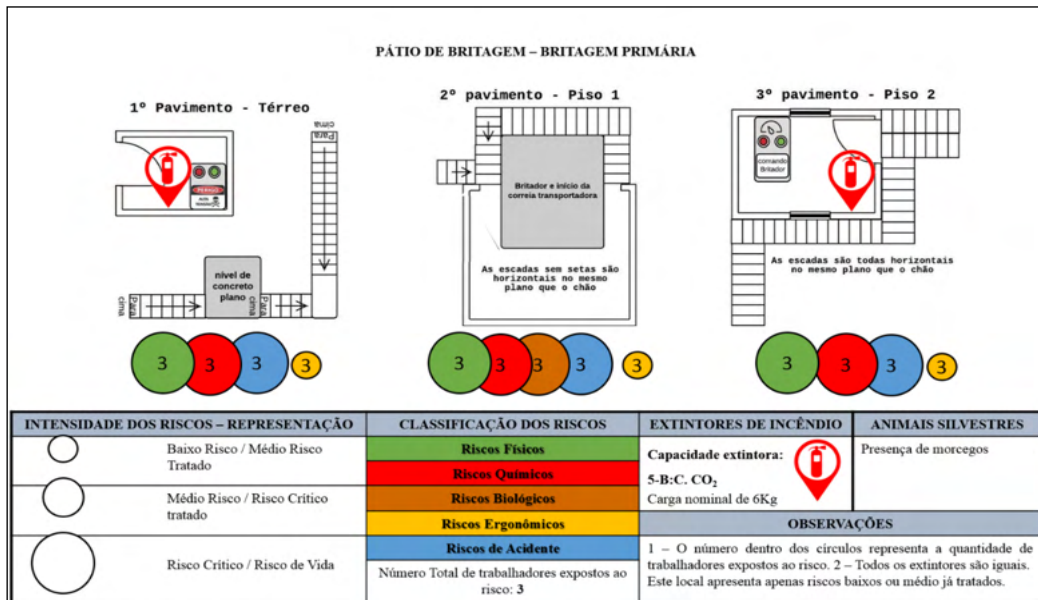 PÁTIO DE BRITAGEM – BRITAGEM PRIMÁRIA
1º Pavimento - Térreo
2º pavimento - Piso 1
3º pavimento - Piso 2
Para cima
PERIGO
nível de
concreto
plano
Para cima
Para cima
Britador e início da
correia transportadora
As escadas sem setas são
horizontais no mesmo
plano que o chão
comando
Britador
As escadas são todas horizontais
no mesmo plano que o chão
3 3 3 3
3 3 3 3 3
3 3 3 3
INTENSIDADE DOS RISCOS – REPRESENTAÇÃO
Baixo Risco / Médio Risco
Tratado
Médio Risco / Risco Crítico
tratado
Risco Crítico / Risco de Vida
CLASSIFICAÇÃO DOS RISCOS
Riscos Físicos
Riscos Químicos
Riscos Biológicos
Riscos Ergonômicos
Riscos de Acidente
Número Total de trabalhadores expostos ao
risco: 3
EXTINTORES DE INCÊNDIO
Capacidade extintora:
5-B:C. CO₂
Carga nominal de 6Kg
ANIMAIS SILVESTRES
Presença de morcegos
OBSERVAÇÕES
1 – O número dentro dos círculos representa a quantidade de
trabalhadores expostos ao risco. 2 – Todos os extintores são iguais.
Este local apresenta apenas riscos baixos ou médio já tratados.